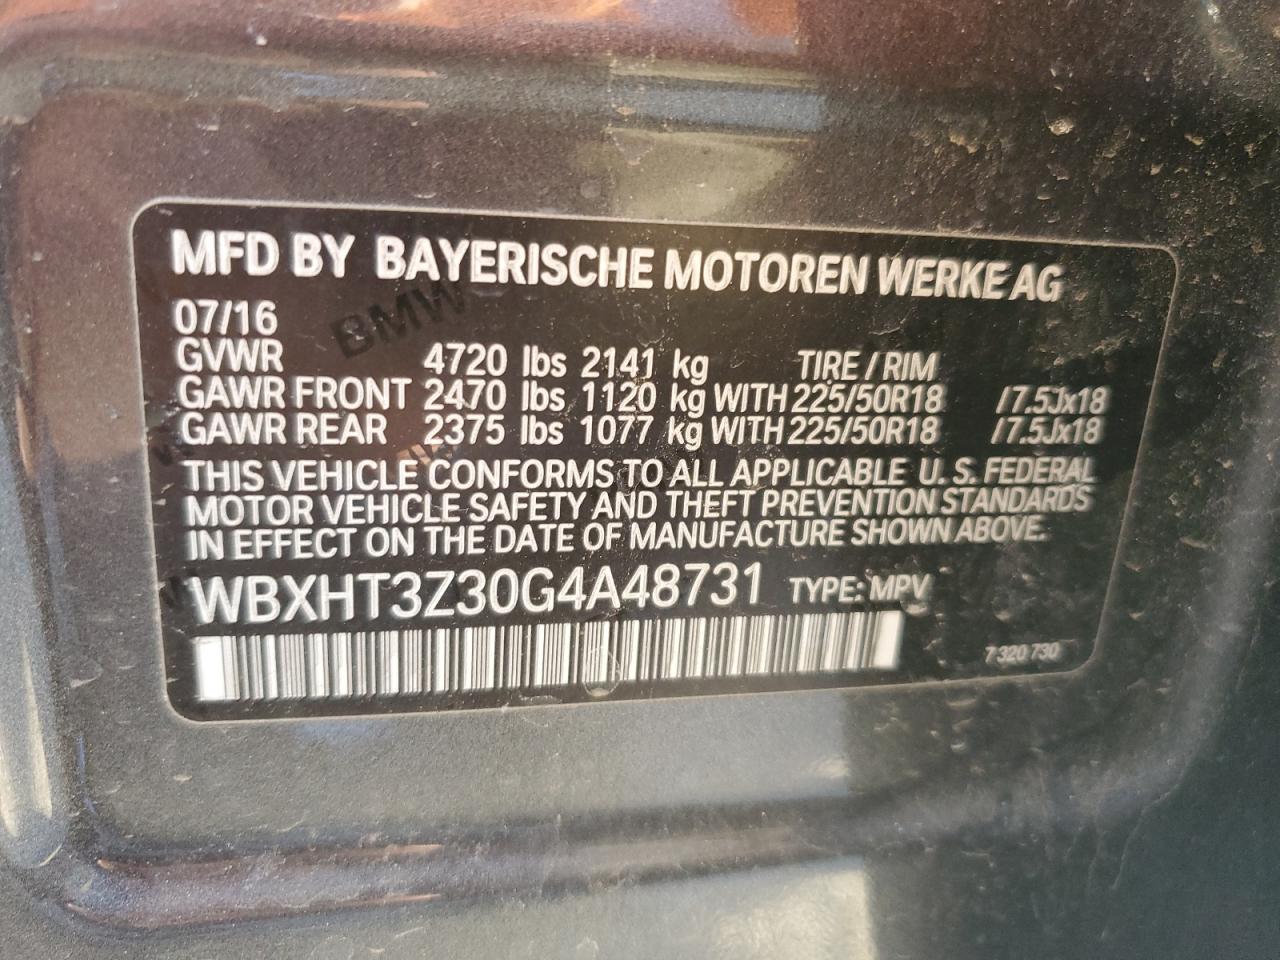 MFD BY BAYERISCHE MOTOREN WERKE AG
07/16
GVWR 4720 lbs 2141 kg TIRE / RIM
GAWR FRONT 2470 lbs 1120 kg WITH 225/50R18 /7.5Jx18
GAWR REAR 2375 lbs 1077 kg WITH 225/50R18 /7.5Jx18
THIS VEHICLE CONFORMS TO ALL APPLICABLE U.S. FEDERAL
MOTOR VEHICLE SAFETY AND THEFT PREVENTION STANDARDS
IN EFFECT ON THE DATE OF MANUFACTURE SHOWN ABOVE.
WBXHT3Z30G4A48731 TYPE: MPV
7 320 730
BMW